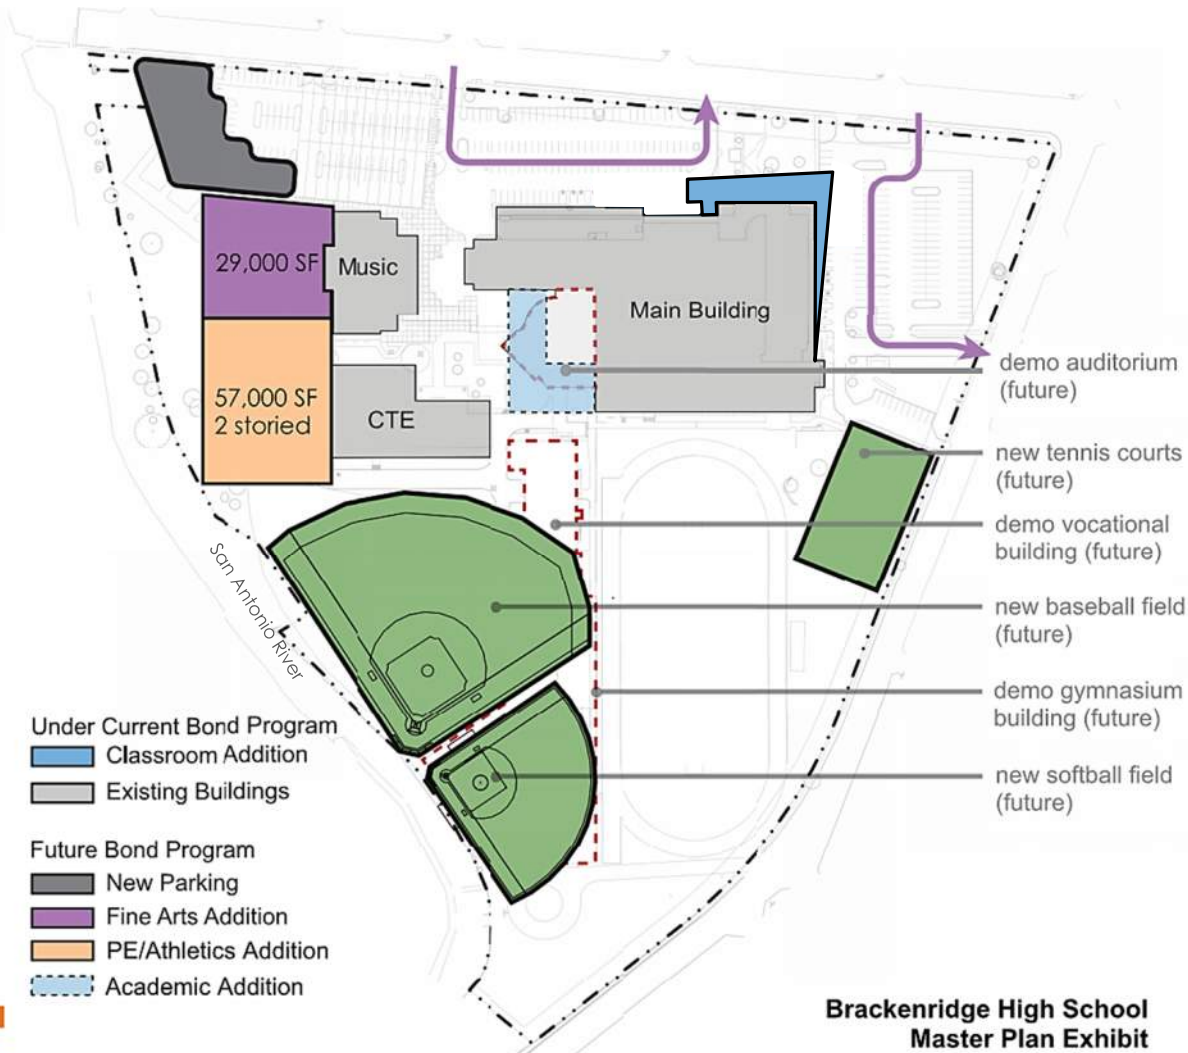 29,000 SF
Music
Main Building
57,000 SF
2 storied
CTE
demo auditorium
(future)
new tennis courts
(future)
demo vocational
building (future)
new baseball field
(future)
demo gymnasium
building (future)
new softball field
(future)
San Antonio River
Under Current Bond Program
Classroom Addition
Existing Buildings
Future Bond Program
New Parking
Fine Arts Addition
PE/Athletics Addition
Academic Addition
Brackenridge High School
Master Plan Exhibit